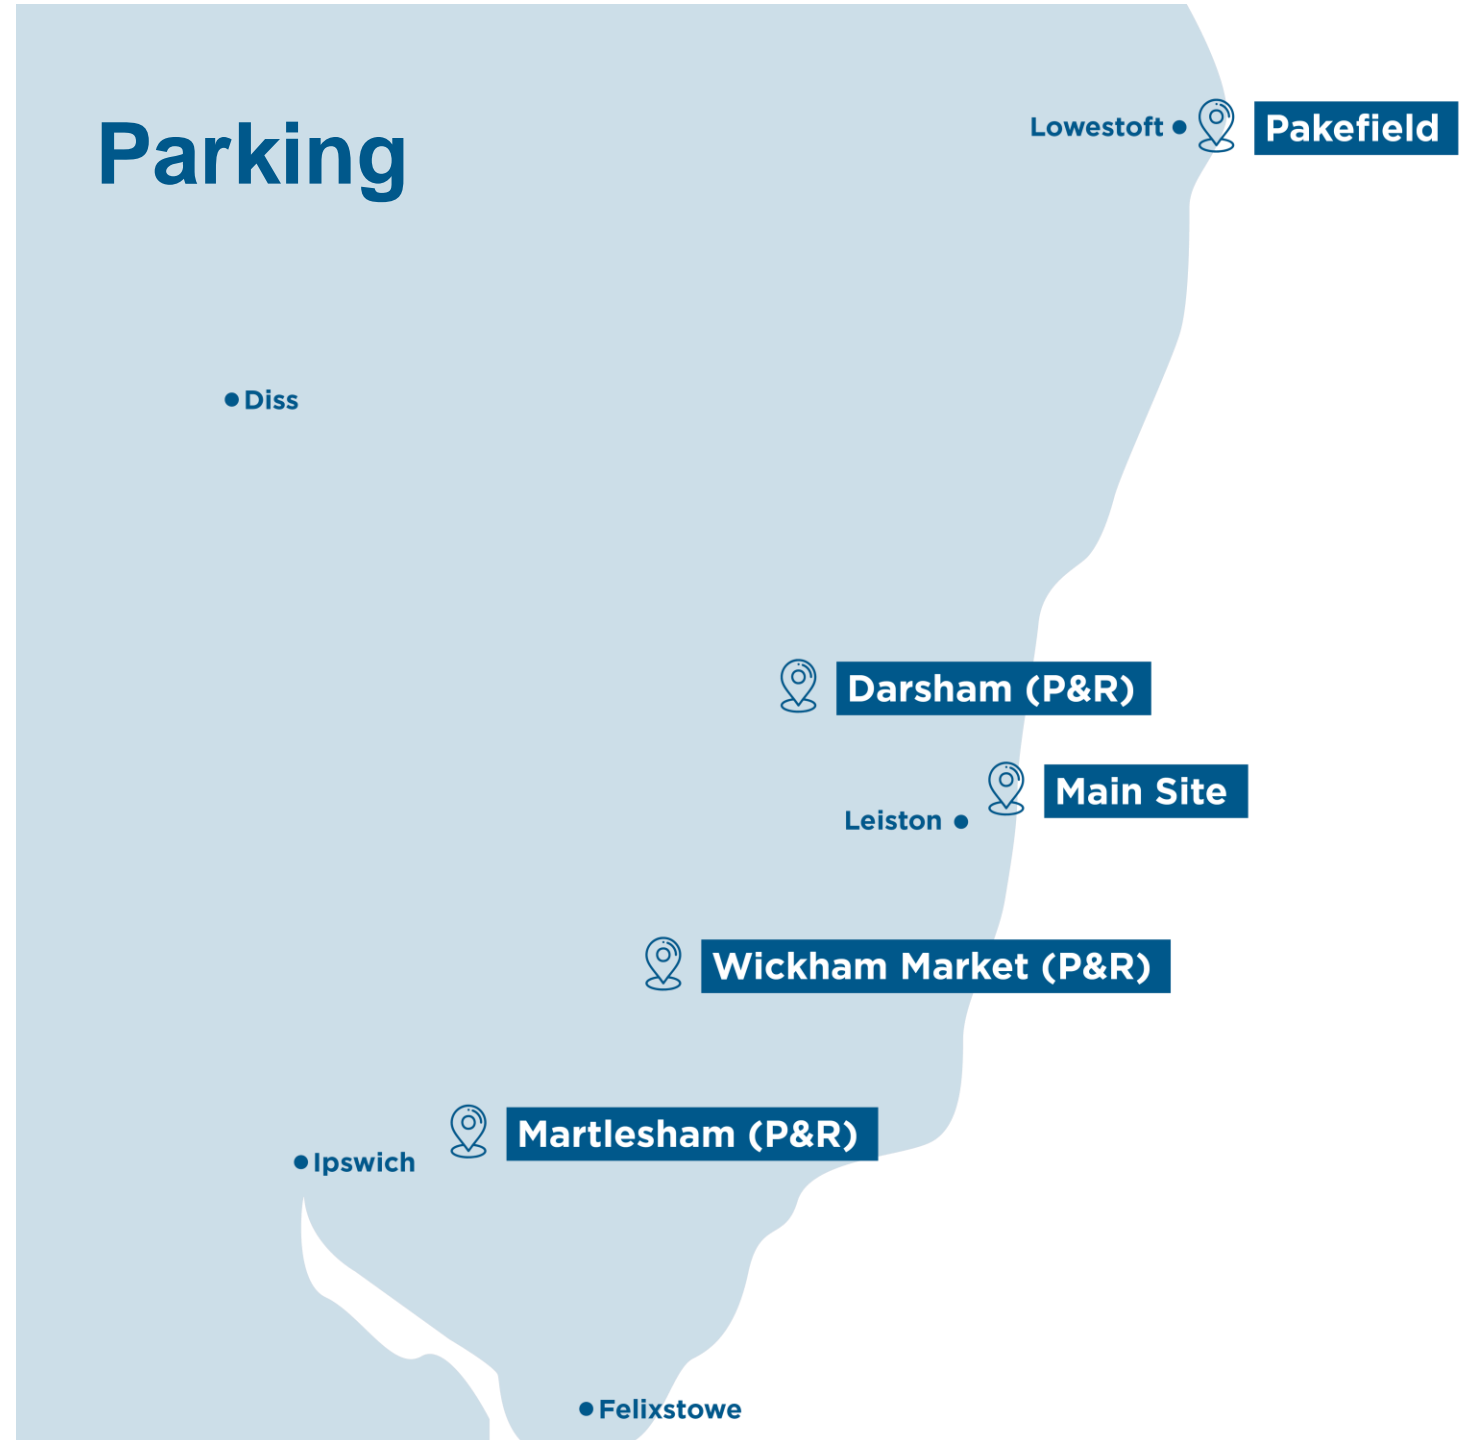 Parking
Lowestoft
Pakefield
Diss
Darsham (P&R)
Main Site
Leiston
Wickham Market (P&R)
Martlesham (P&R)
Ipswich
Felixstowe